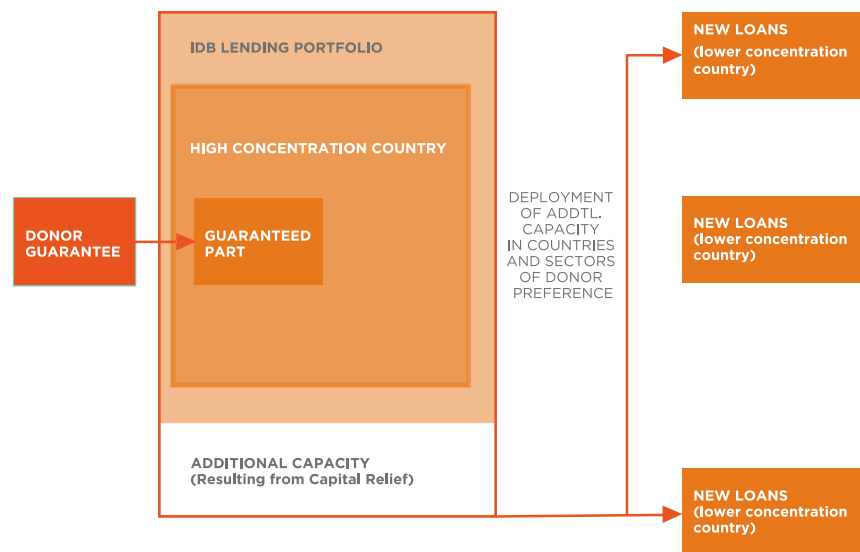 IDB LENDING PORTFOLIO
HIGH CONCENTRATION COUNTRY
DONOR
GUARANTEE
GUARANTEED
PART
ADDITIONAL CAPACITY
(Resulting from Capital Relief)
DEPLOYMENT
OF ADDTL.
CAPACITY
IN COUNTRIES
AND SECTORS
OF DONOR
PREFERENCE
NEW LOANS
(lower concentration
country)
NEW LOANS
(lower concentration
country)
NEW LOANS
(lower concentration
country)